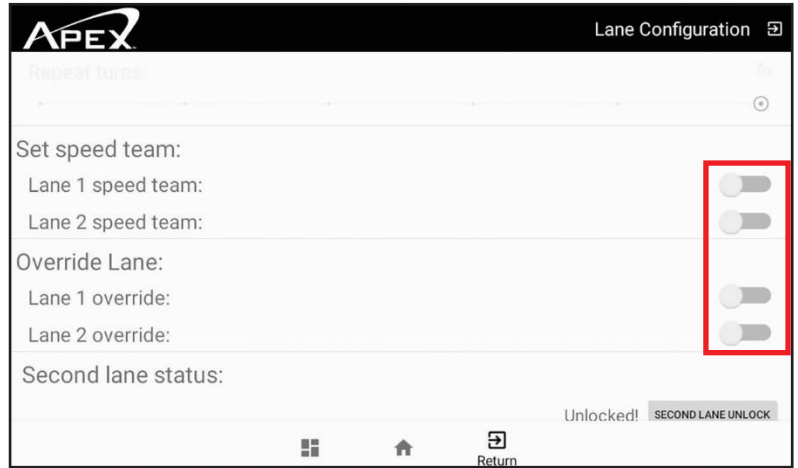 APEX
Lane Configuration
Repeat turns: 5x
Set speed team:
Lane 1 speed team:
Lane 2 speed team:
Override Lane:
Lane 1 override:
Lane 2 override:
Second lane status:
Unlocked! SECOND LANE UNLOCK
Return